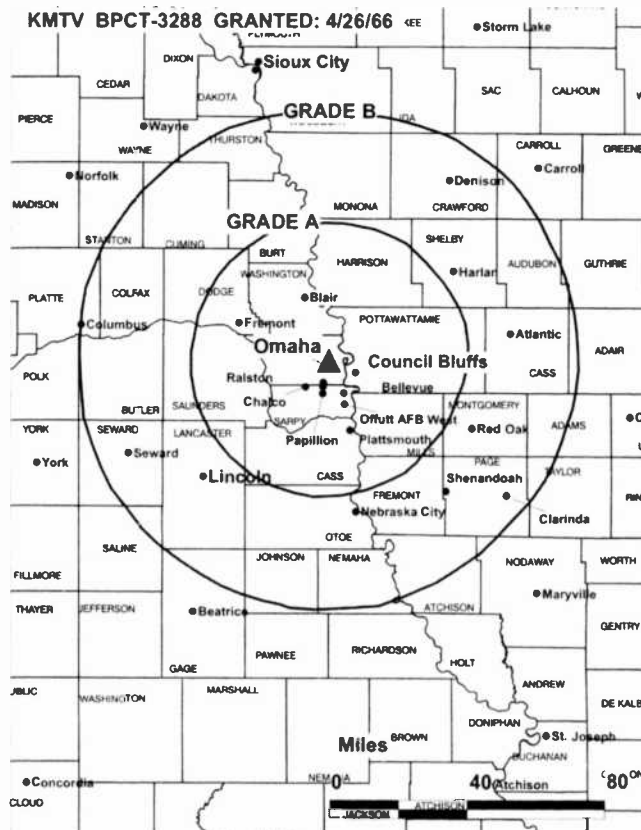 KMTV BPCT-3288 GRANTED: 4/26/66
PLYMOUTH
Storm Lake
DIXON
Sioux City
CEDAR
DAKOTA
SAC
CALHOUN
PIERCE
GRADE B
IDA
Wayne
WAYNE
THURSTON
CARROLL
GREENE
Carroll
Norfolk
Denison
MADISON
MONONA
CRAWFORD
GRADE A
STANTON
CUMING
BURT
SHELBY
WASHINGTON
HARRISON
AUDUBON
GUTHRIE
Harlan
PLATTE
COLFAX
DODGE
Blair
POTTAWATTAMIE
Columbus
Fremont
Atlantic
Omaha
ADAIR
Council Bluffs
CASS
POLK
Ralston
Bellevue
Chalco
BUTLER
SAUNDERS
SARPY
Offutt AFB West
MONTGOMERY
YORK
SEWARD
LANCASTER
Papillion
Plattsmouth
Red Oak
ADAMS
York
Seward
MILLS
PAGE
TAYLOR
Lincoln
CASS
Shenandoah
FREMONT
Nebraska City
Clarinda
OTOE
SALINE
JOHNSON
NEMAHA
NODAWAY
WORTH
FILLMORE
THAYER
JEFFERSON
Beatrice
ATCHISON
Maryville
GENTRY
GAGE
PAWNEE
RICHARDSON
HOLT
ANDREW
WASHINGTON
MARSHALL
DE KALB
DONIPHAN
Miles
BROWN
St. Joseph
BUCHANAN
Concordia
0
40
80
Atchison
CLOUD
JACKSON
ATCHISON